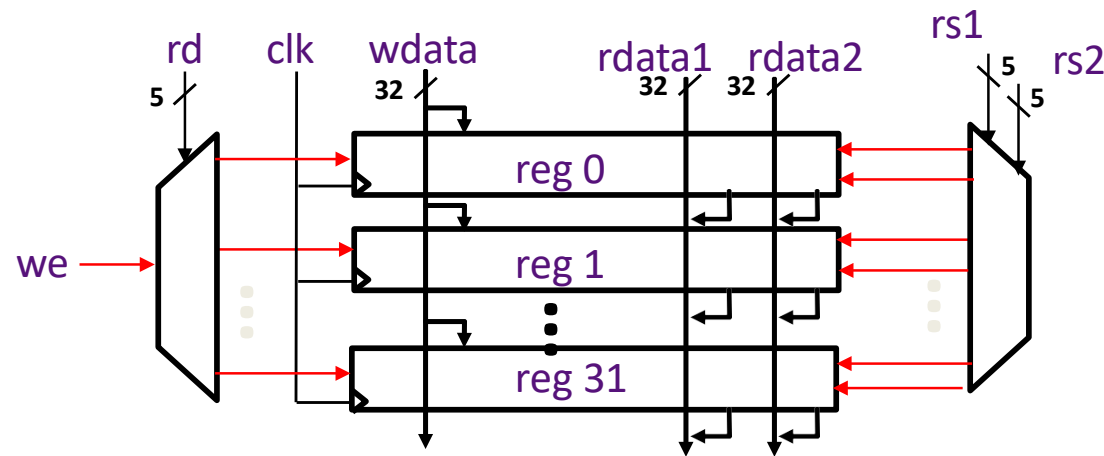 rd clk wdata rdata1 rdata2 rs1 rs2
5 32 32 32 5 5
reg 0
we reg 1
reg 31